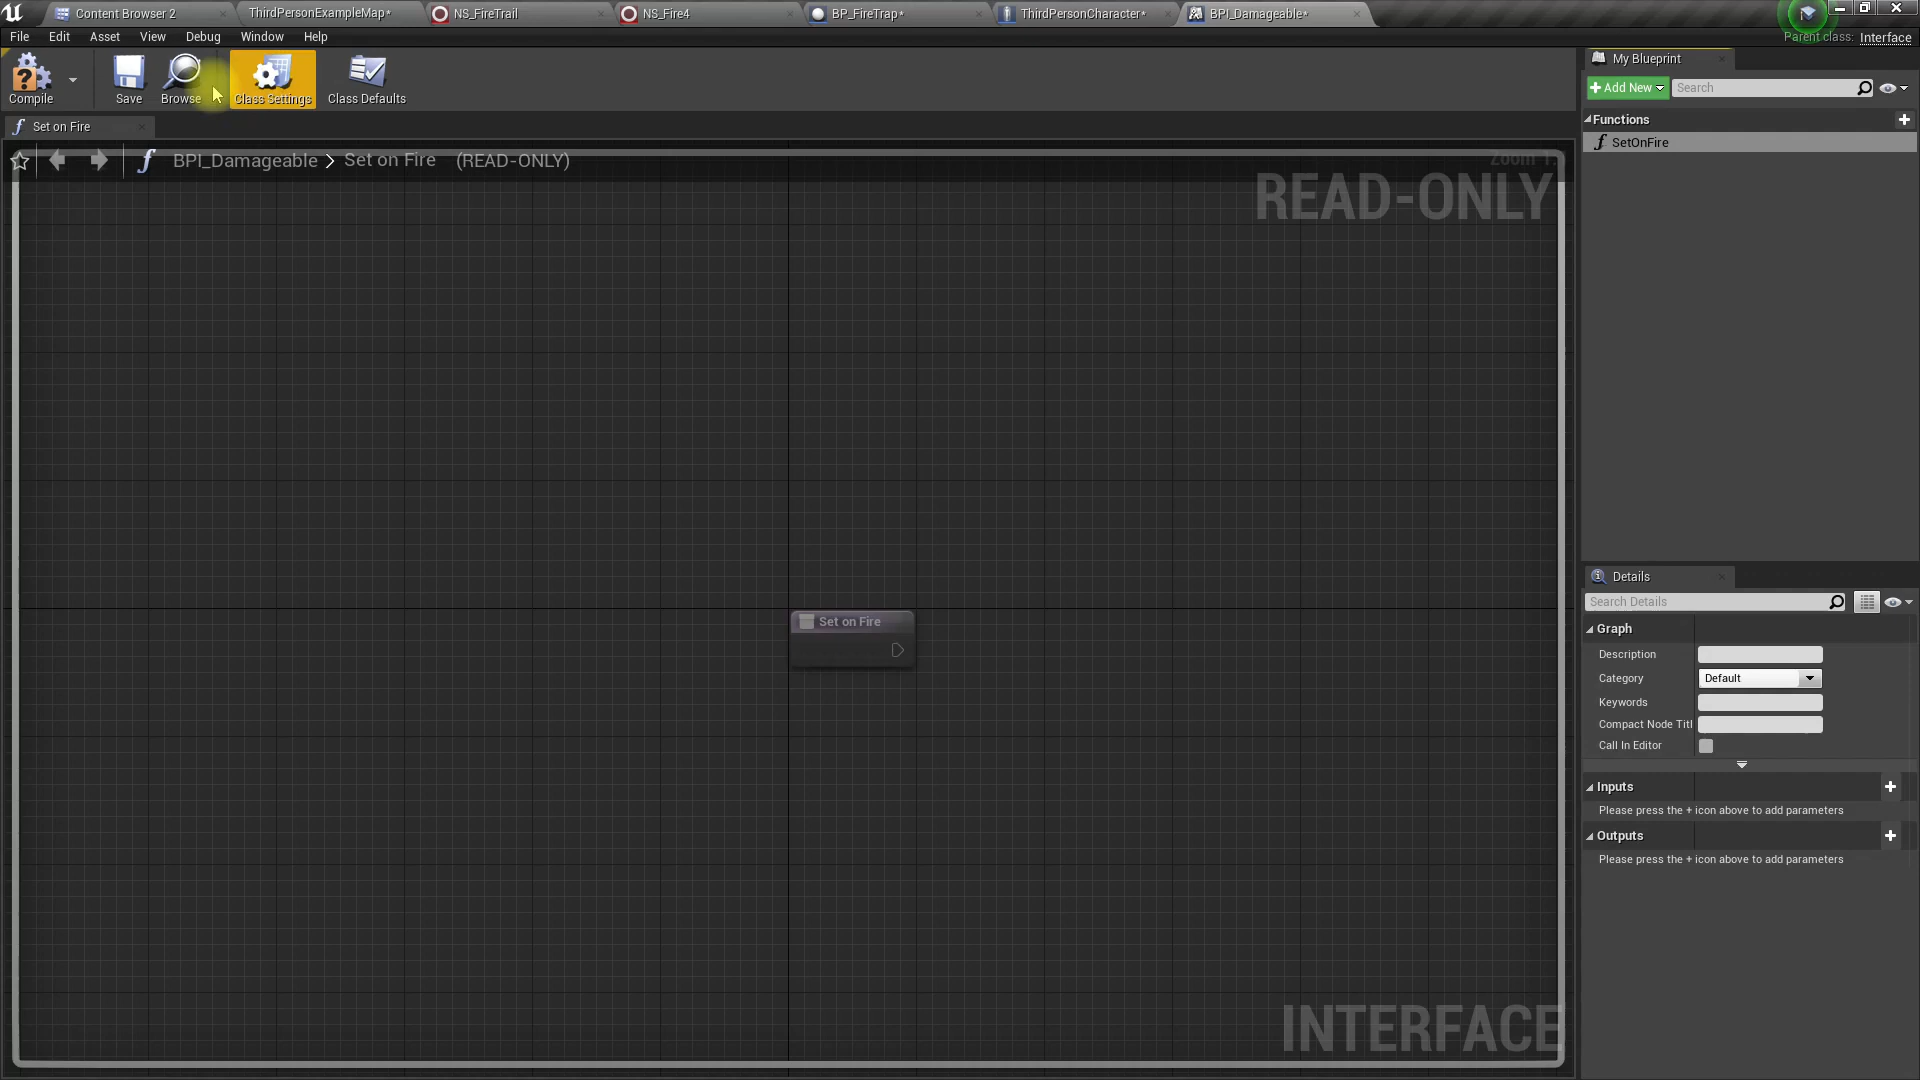 Content Browser 2
ThirdPersonExampleMap*
NS_FireTrail
NS_Fire4
BP_FireTrap*
ThirdPersonCharacter*
BPI_Damageable*
File Edit Asset View Debug Window Help
Parent class: Interface
Compile
Save
Browse
Class Settings
Class Defaults
My Blueprint
+ Add New
Search
Functions
f SetOnFire
f Set on Fire
f BPI_Damageable > Set on Fire (READ-ONLY)
READ-ONLY
Set on Fire
INTERFACE
Details
Search Details
Graph
Description
Category Default
Keywords
Compact Node Titl
Call In Editor
Inputs
Please press the + icon above to add parameters
Outputs
Please press the + icon above to add parameters